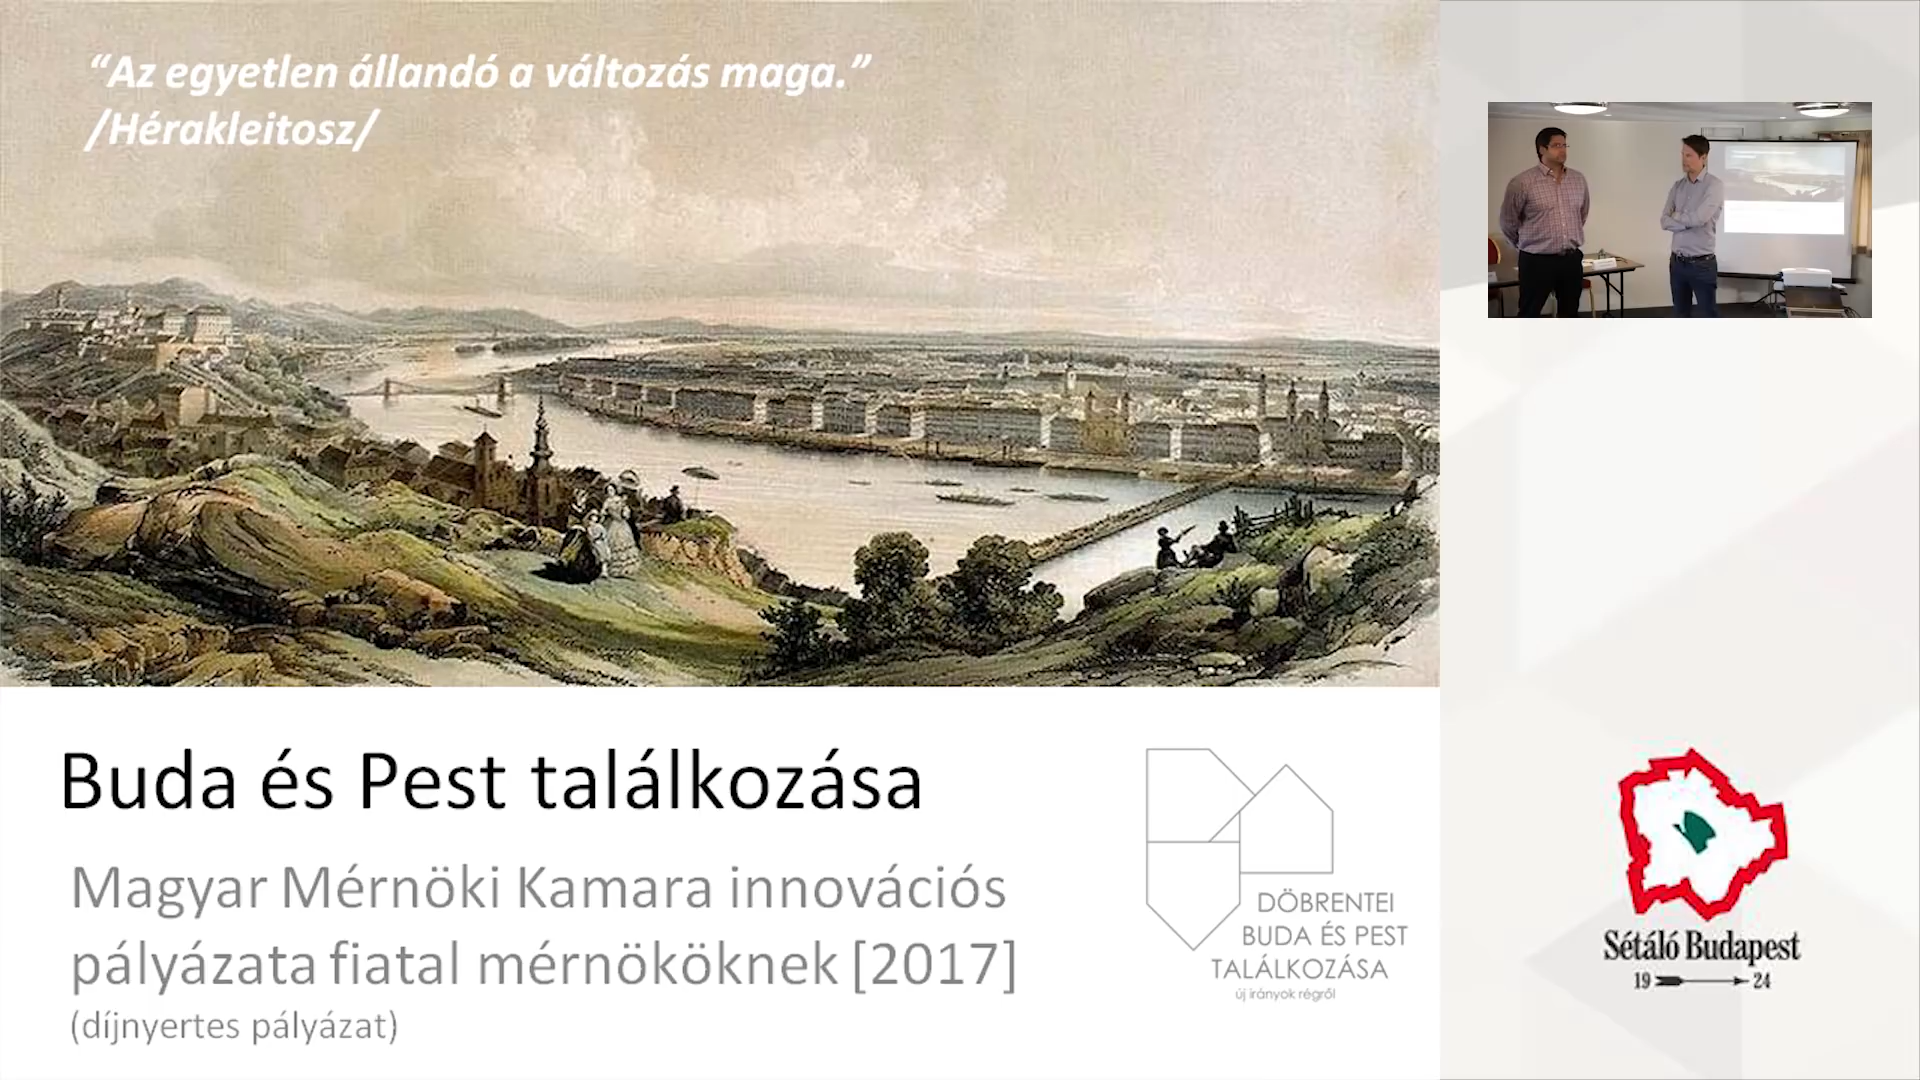 “Az egyetlen állandó a változás maga.”
/Hérakleitosz/
Buda és Pest találkozása
Magyar Mérnöki Kamara innovációs
pályázata fiatal mérnököknek [2017]
(díjnyertes pályázat)
DÖBRENTEI
BUDA ÉS PEST
TALÁLKOZÁSA
új irányok régről
Sétáló Budapest
19 24